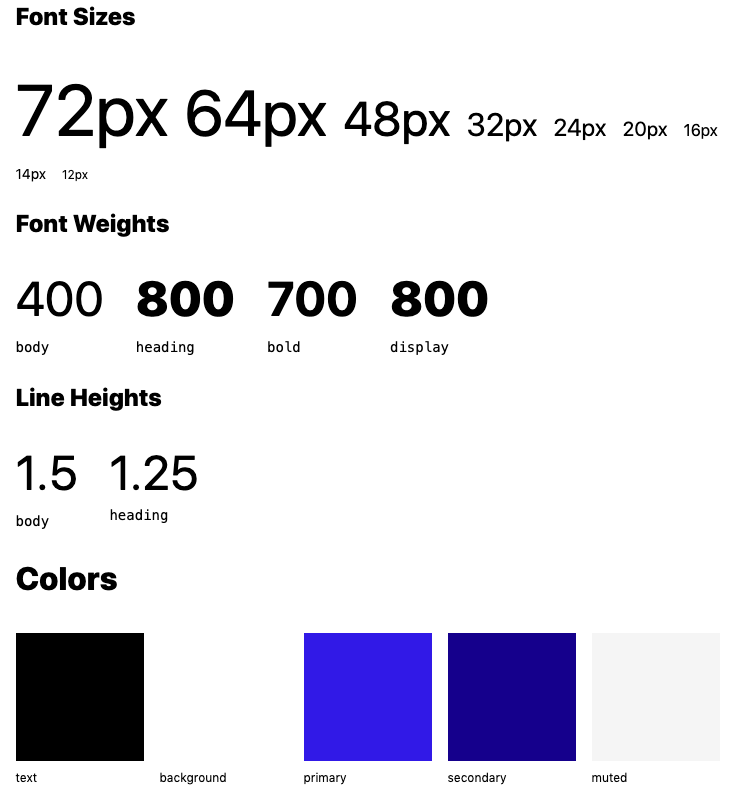 Font Sizes
72px 64px 48px 32px 24px 20px 16px
14px 12px
Font Weights
400 800 700 800
body heading bold display
Line Heights
1.5 1.25
body heading
Colors
text background primary secondary muted